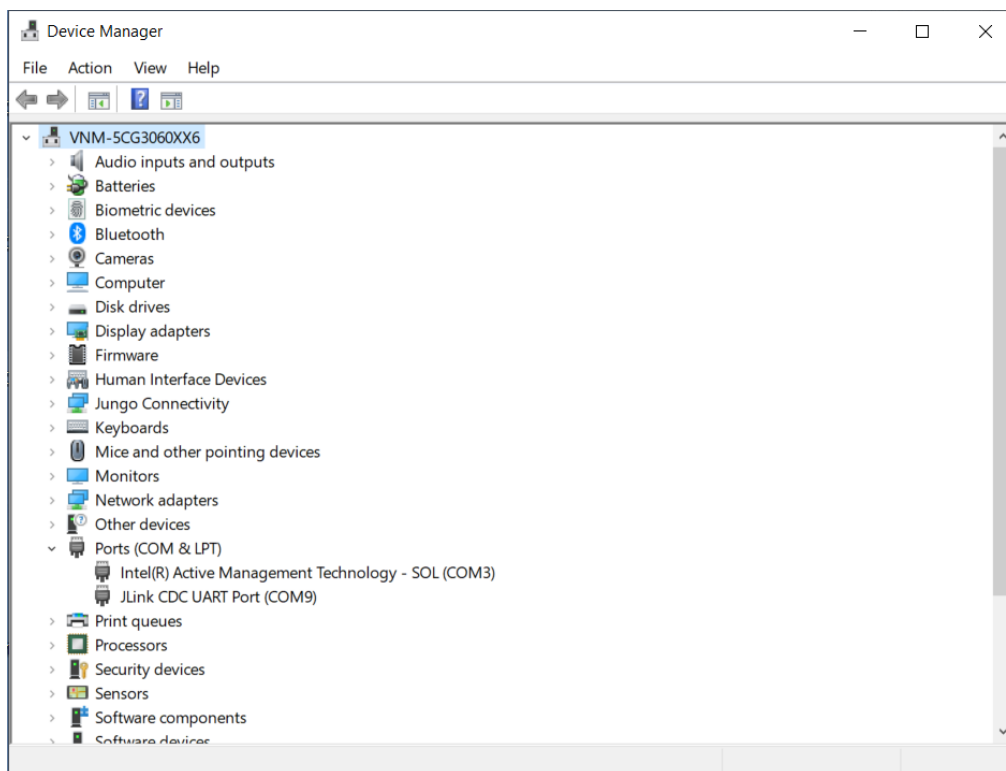 Device Manager
File Action View Help
VNM-5CG3060XX6
Audio inputs and outputs
Batteries
Biometric devices
Bluetooth
Cameras
Computer
Disk drives
Display adapters
Firmware
Human Interface Devices
Jungo Connectivity
Keyboards
Mice and other pointing devices
Monitors
Network adapters
Other devices
Ports (COM & LPT)
Intel(R) Active Management Technology - SOL (COM3)
JLink CDC UART Port (COM9)
Print queues
Processors
Security devices
Sensors
Software components
Software devices